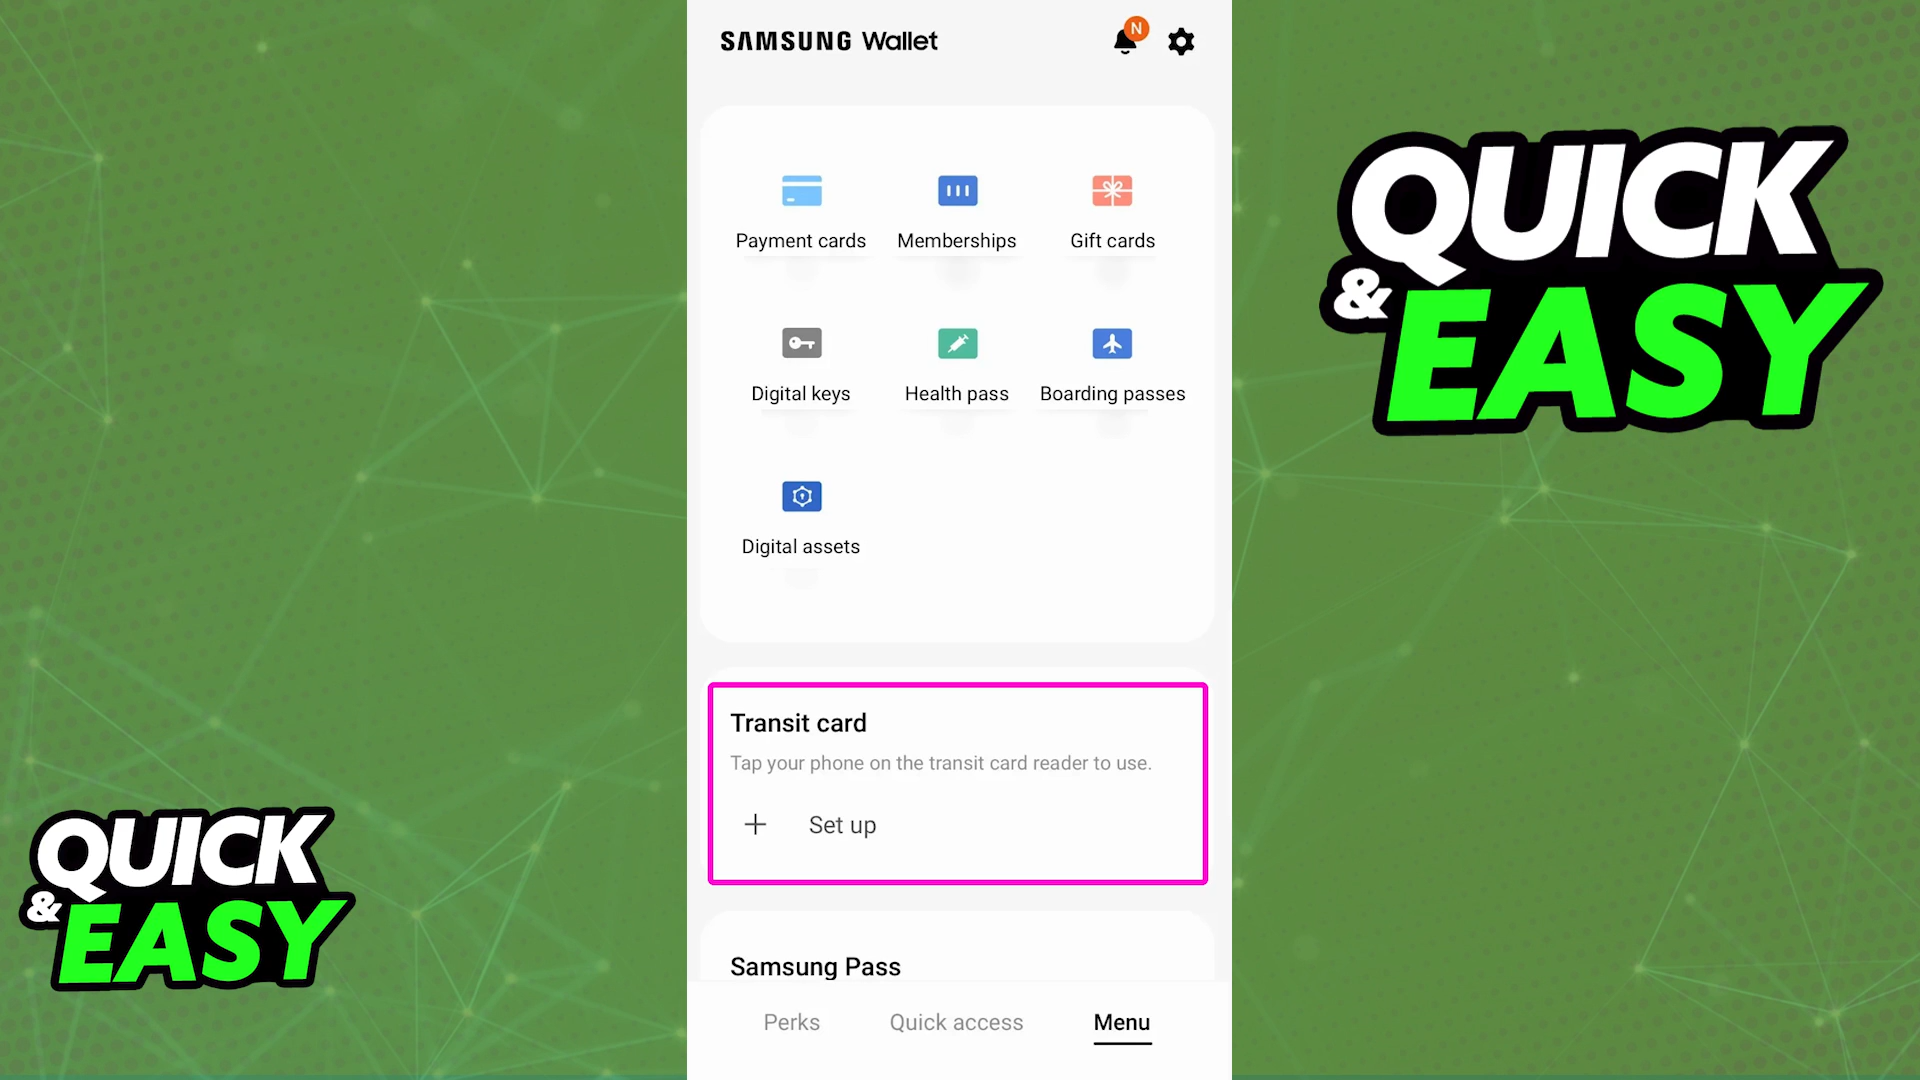 SAMSUNG Wallet
N
Payment cards
Memberships
Gift cards
Digital keys
Health pass
Boarding passes
Digital assets
Transit card
Tap your phone on the transit card reader to use.
+ Set up
Samsung Pass
Perks
Quick access
Menu
QUICK
& EASY
QUICK
& EASY